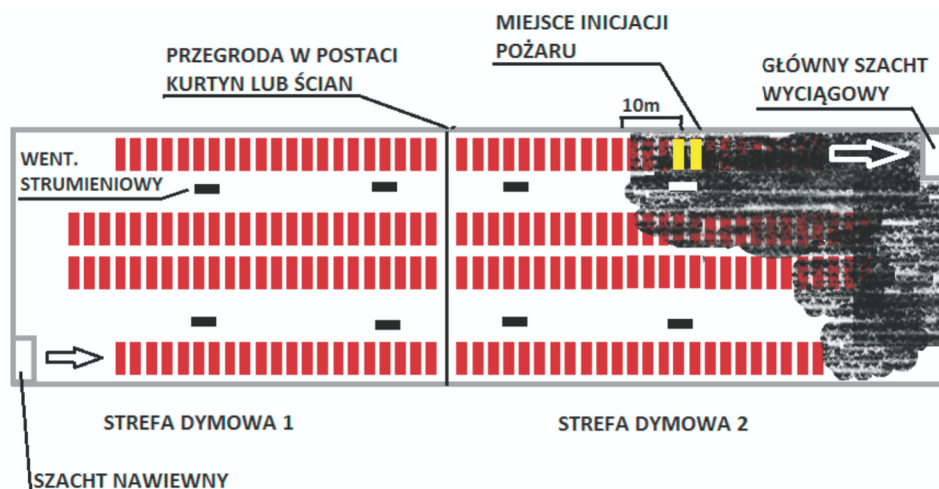 MIEJSCE INICJACJI
POŻARU
PRZEGRODA W POSTACI
KURTYN LUB ŚCIAN
GŁÓWNY SZACHT
WYCIĄGOWY
10m
WENT.
STRUMIENIOWY
STREFA DYMOWA 1
STREFA DYMOWA 2
SZACHT NAWIEWNY